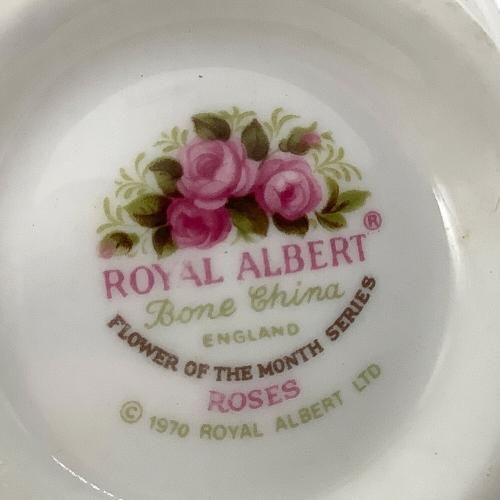 ROYAL ALBERT®
Bone China
ENGLAND
FLOWER OF THE MONTH SERIES
ROSES
© 1970 ROYAL ALBERT LTD